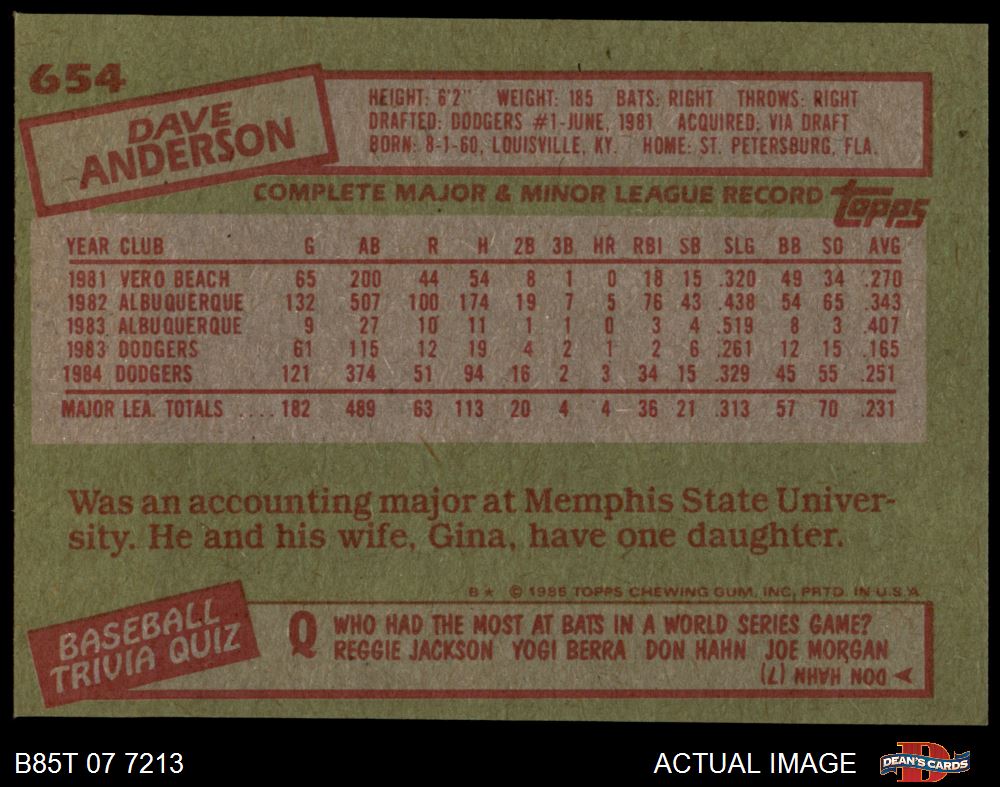 654
DAVE
ANDERSON
HEIGHT: 6'2" WEIGHT: 185 BATS: RIGHT THROWS: RIGHT
DRAFTED: DODGERS #1-JUNE, 1981 ACQUIRED: VIA DRAFT
BORN: 8-1-60, LOUISVILLE, KY. HOME: ST. PETERSBURG, FLA.
COMPLETE MAJOR & MINOR LEAGUE RECORD
topps
YEAR CLUB G AB R H 2B 3B HR RBI SB SLG BB SO AVG
1981 VERO BEACH 65 200 44 54 8 1 0 18 15 .320 49 34 .270
1982 ALBUQUERQUE 132 507 100 174 19 7 5 76 43 .438 54 65 .343
1983 ALBUQUERQUE 9 27 10 11 1 1 0 3 4 .519 8 3 .407
1983 DODGERS 61 115 12 19 4 2 1 2 6 .261 12 15 .165
1984 DODGERS 121 374 51 94 16 2 3 34 15 .329 45 55 .251
MAJOR LEA. TOTALS .... 182 489 63 113 20 4 4 36 21 .313 57 70 .231
Was an accounting major at Memphis State Univer-
sity. He and his wife, Gina, have one daughter.
B* © 1985 TOPPS CHEWING GUM, INC. PRTD. IN U.S.A.
BASEBALL
TRIVIA QUIZ
Q WHO HAD THE MOST AT BATS IN A WORLD SERIES GAME?
REGGIE JACKSON YOGI BERRA DON HAHN JOE MORGAN
DON HAHN (7)
B85T 07 7213
ACTUAL IMAGE
D
DEAN'S CARDS